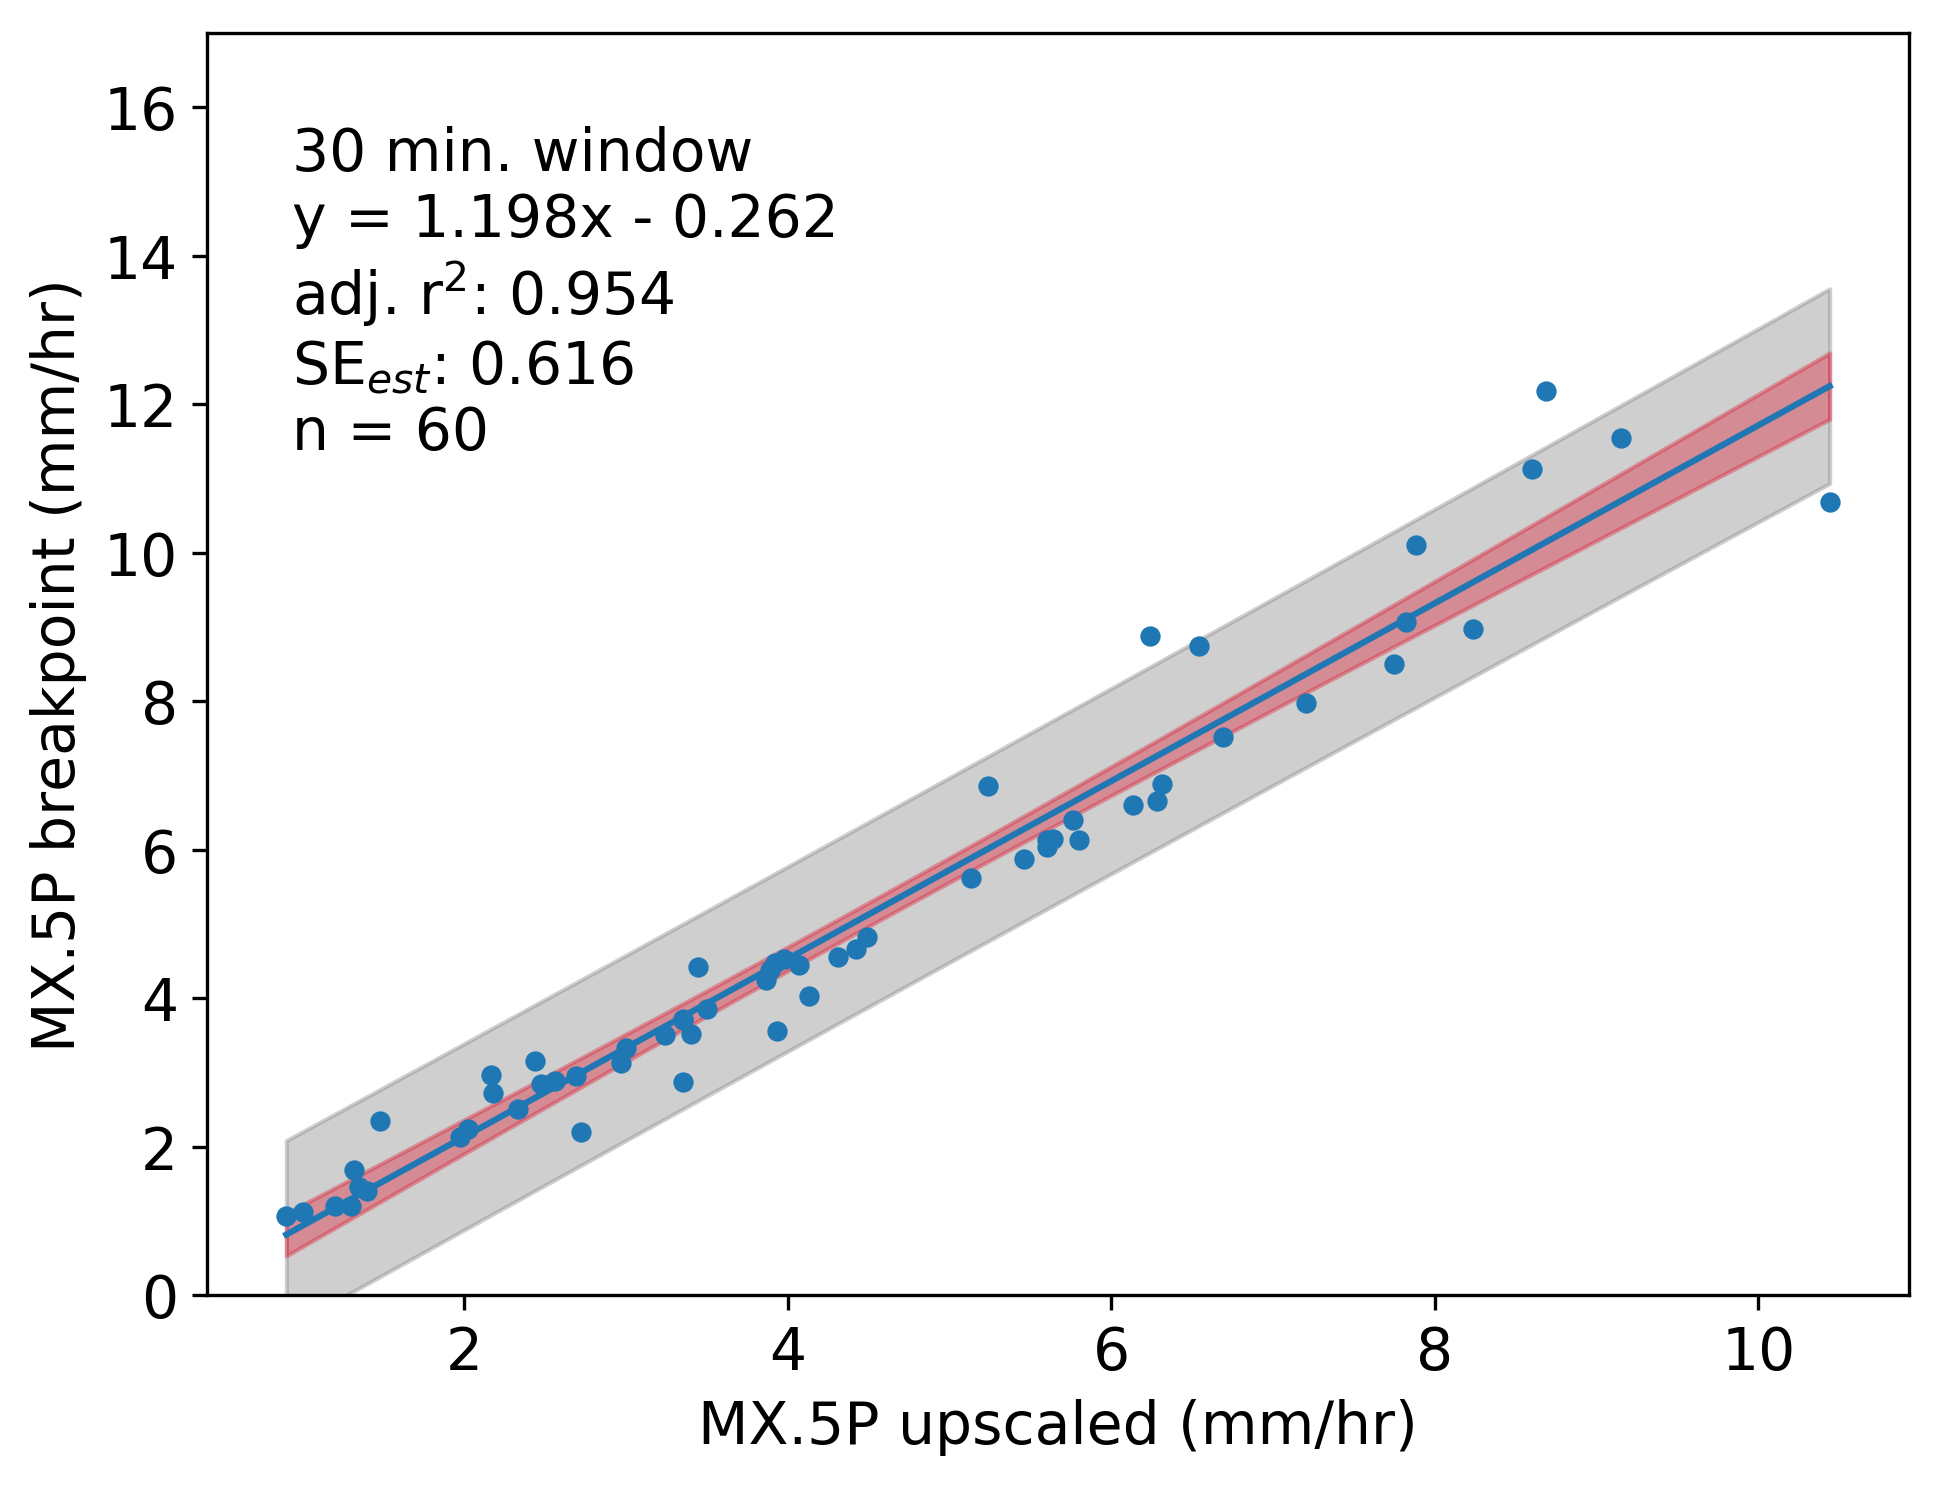 30 min. window
y = 1.198x - 0.262
adj. r²: 0.954
SEest: 0.616
n = 60
MX.5P breakpoint (mm/hr)
16
14
12
10
8
6
4
2
0
2 4 6 8 10
MX.5P upscaled (mm/hr)